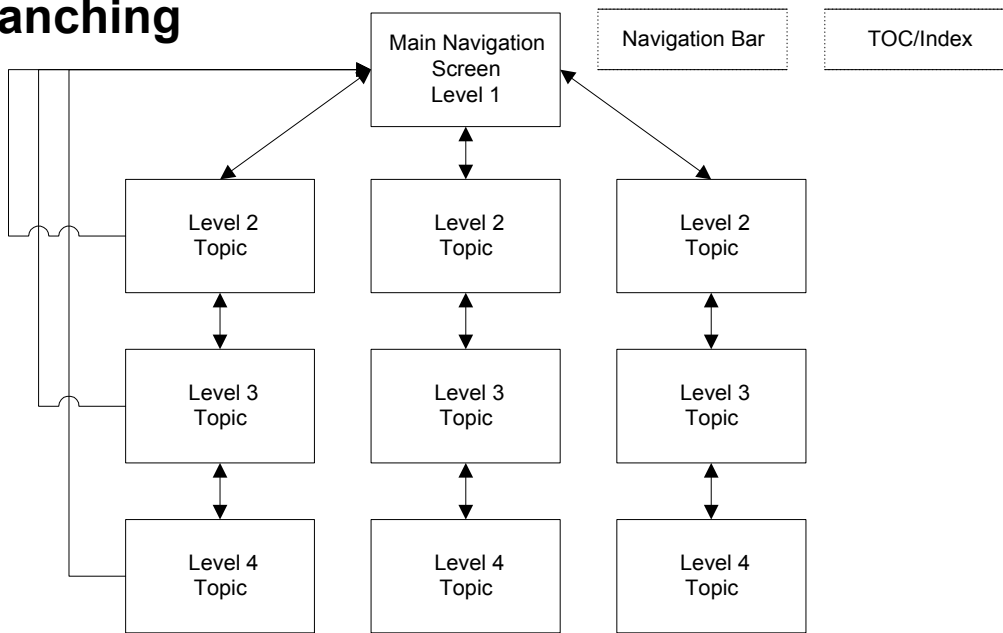 anching
Main Navigation
Screen
Level 1
Navigation Bar
TOC/Index
Level 2
Topic
Level 2
Topic
Level 2
Topic
Level 3
Topic
Level 3
Topic
Level 3
Topic
Level 4
Topic
Level 4
Topic
Level 4
Topic